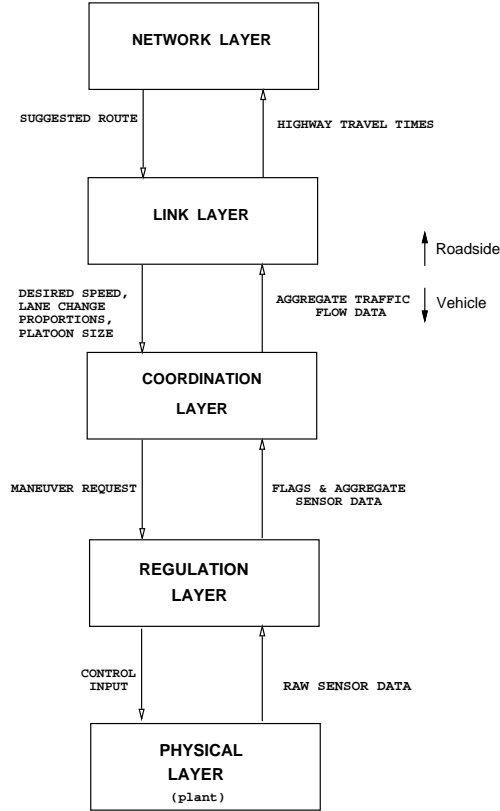 NETWORK LAYER
SUGGESTED ROUTE
HIGHWAY TRAVEL TIMES
LINK LAYER
Roadside
Vehicle
DESIRED SPEED,
LANE CHANGE
PROPORTIONS,
PLATOON SIZE
AGGREGATE TRAFFIC
FLOW DATA
COORDINATION
LAYER
MANEUVER REQUEST
FLAGS & AGGREGATE
SENSOR DATA
REGULATION
LAYER
CONTROL
INPUT
RAW SENSOR DATA
PHYSICAL
LAYER
(plant)